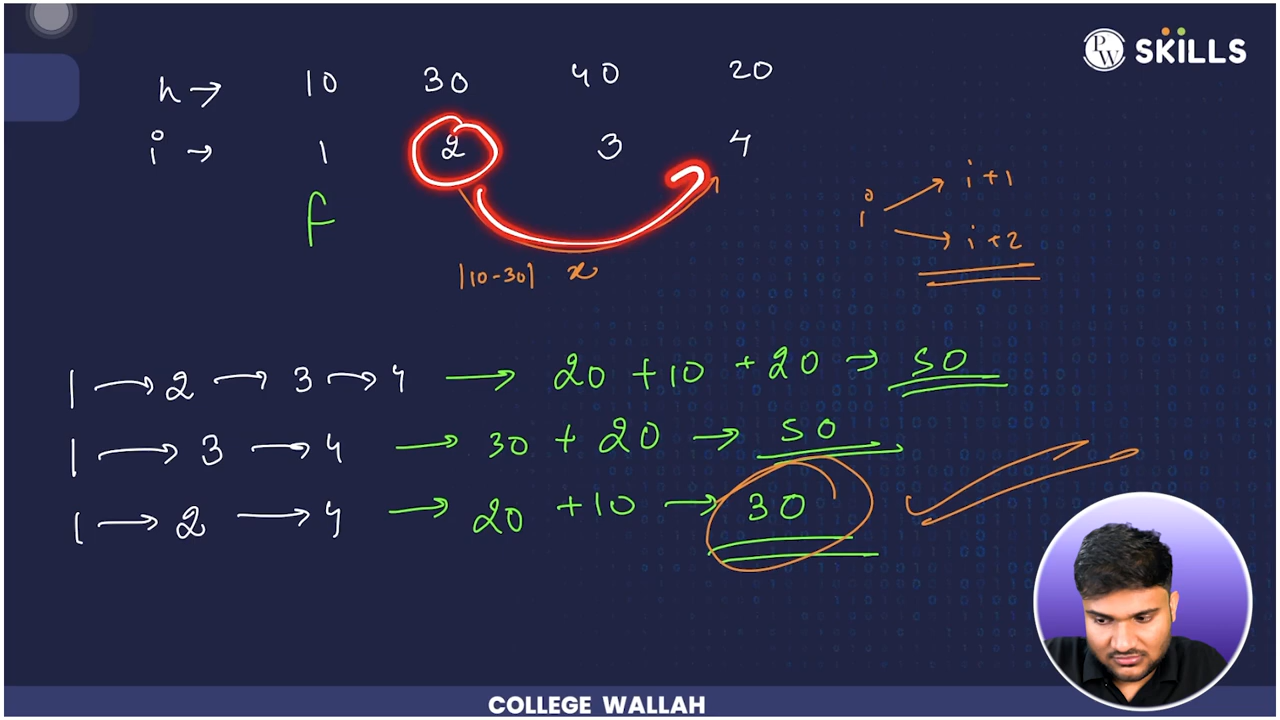 PW SKILLS
h → 10 30 40 20
i → 1 2 3 4
f
|10-30| x
i → i+1
→ i+2
1 → 2 → 3 → 4 → 20 + 10 + 20 → 50
1 → 3 → 4 → 30 + 20 → 50
1 → 2 → 4 → 20 + 10 → 30
COLLEGE WALLAH